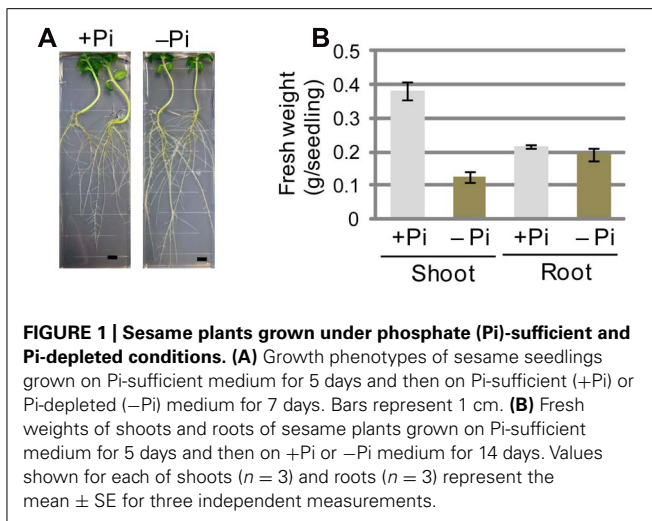 A
+Pi
−Pi
B
Fresh weight
(g/seedling)
0.5
0.4
0.3
0.2
0.1
0
+Pi
−Pi
+Pi
−Pi
Shoot
Root
FIGURE 1 | Sesame plants grown under phosphate (Pi)-sufficient and
Pi-depleted conditions. (A) Growth phenotypes of sesame seedlings
grown on Pi-sufficient medium for 5 days and then on Pi-sufficient (+Pi) or
Pi-depleted (−Pi) medium for 7 days. Bars represent 1 cm. (B) Fresh
weights of shoots and roots of sesame plants grown on Pi-sufficient
medium for 5 days and then on +Pi or −Pi medium for 14 days. Values
shown for each of shoots (n = 3) and roots (n = 3) represent the
mean ± SE for three independent measurements.